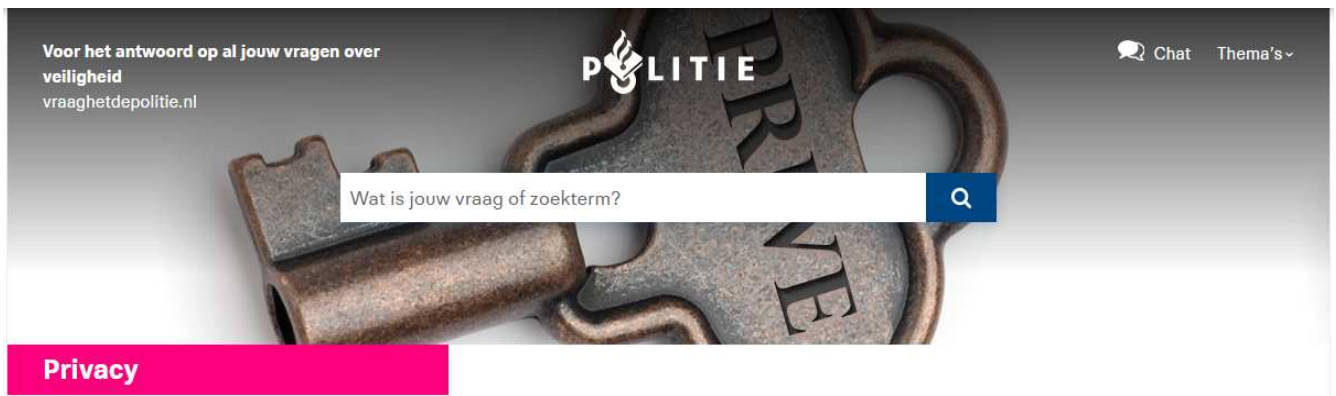 Voor het antwoord op al jouw vragen over
veiligheid
vraaghetdepolitie.nl
POLITIE
Chat
Thema's
PRIVE
Wat is jouw vraag of zoekterm?
Privacy